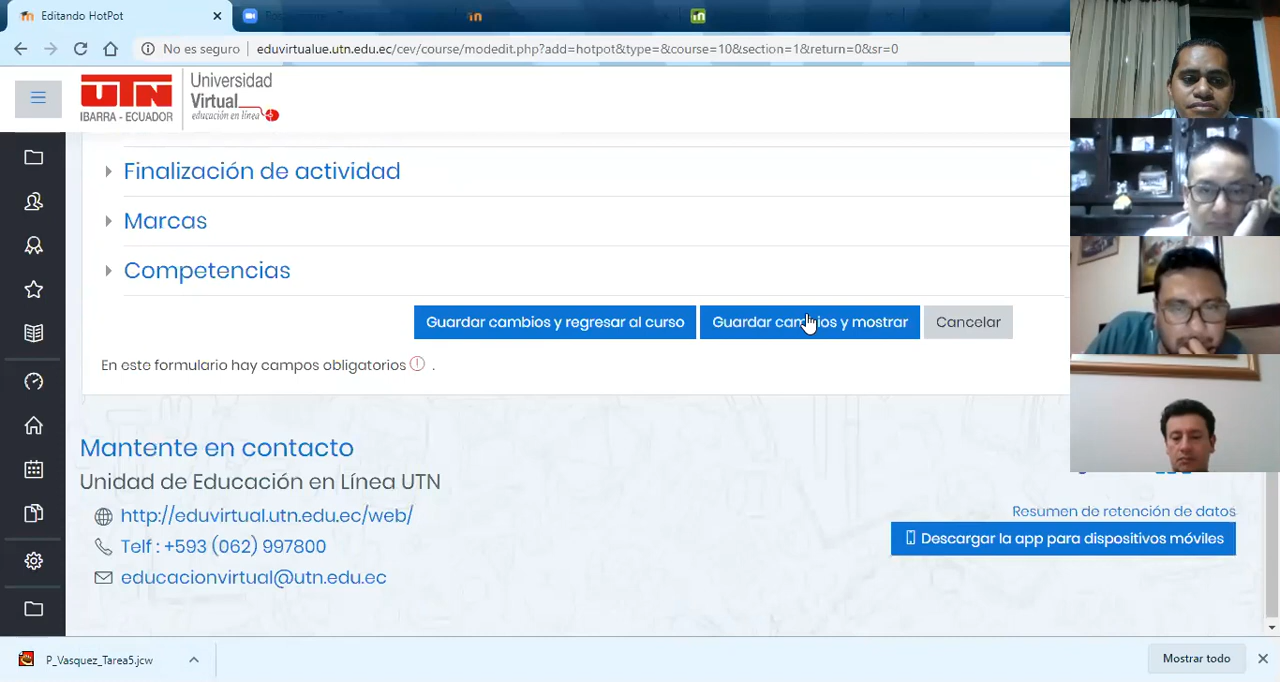 Editando HotPot
No es seguro
eduvirtualue.utn.edu.ec/cev/course/modedit.php?add=hotpot&type=&course=10&section=1&return=0&sr=0
UTN
IBARRA - ECUADOR
Universidad
Virtual
educación en línea
Finalización de actividad
Marcas
Competencias
Guardar cambios y regresar al curso
Guardar cambios y mostrar
Cancelar
En este formulario hay campos obligatorios .
Mantente en contacto
Unidad de Educación en Línea UTN
http://eduvirtual.utn.edu.ec/web/
Telf : +593 (062) 997800
educacionvirtual@utn.edu.ec
Resumen de retención de datos
Descargar la app para dispositivos móviles
P_Vasquez_Tarea5.jcw
Mostrar todo